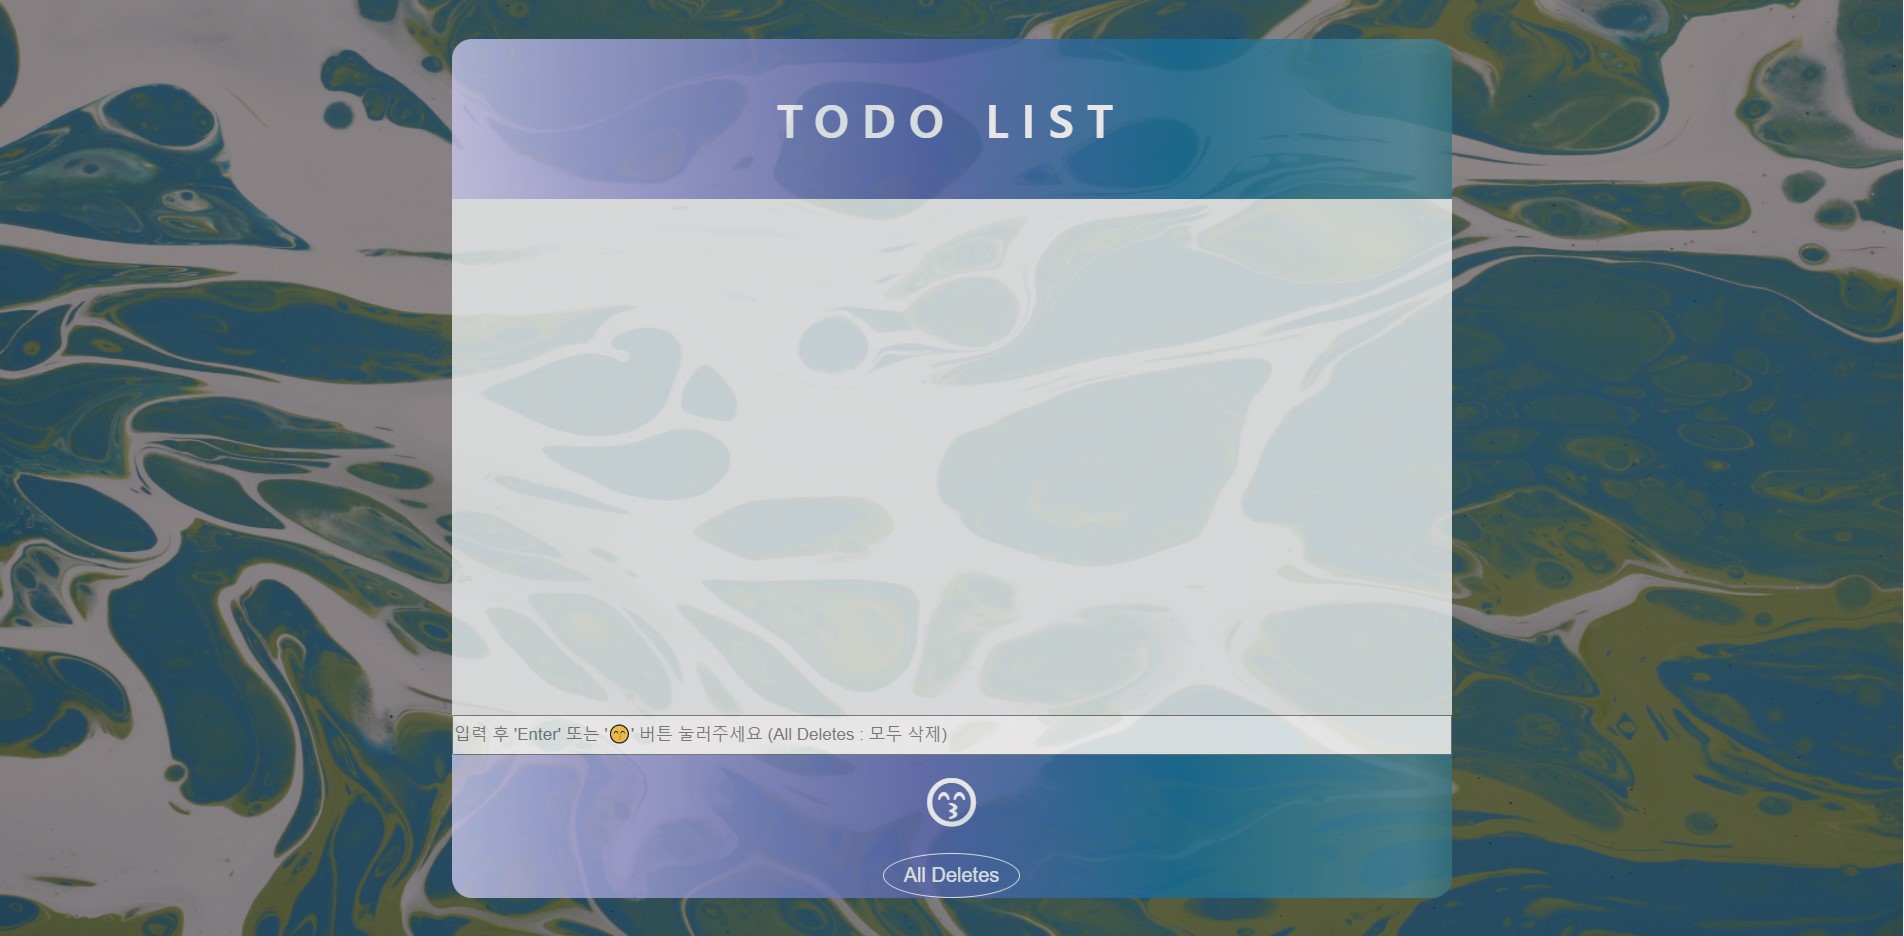 TODO LIST
입력 후 'Enter' 또는 '😙' 버튼 눌러주세요 (All Deletes : 모두 삭제)
All Deletes